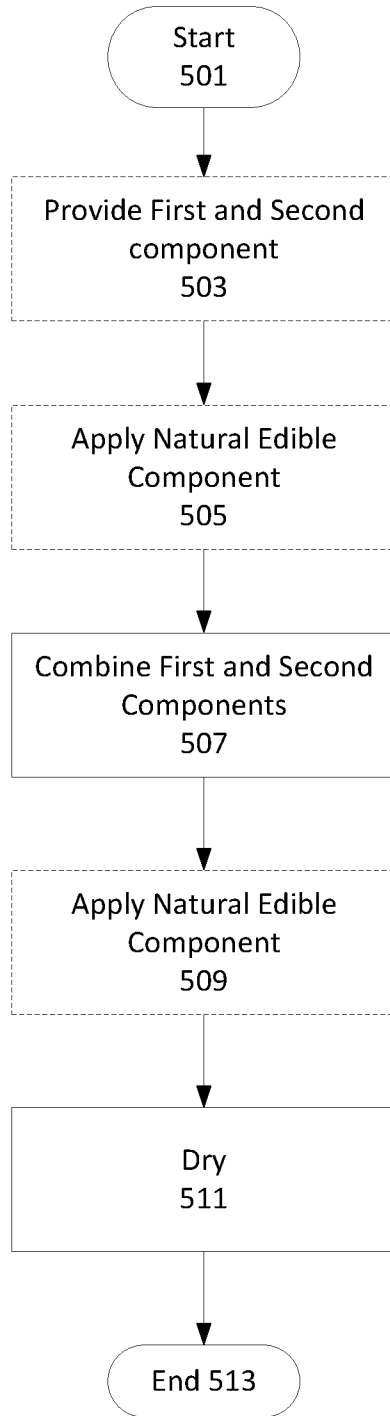 Start
501
Provide First and Second
component
503
Apply Natural Edible
Component
505
Combine First and Second
Components
507
Apply Natural Edible
Component
509
Dry
511
End 513